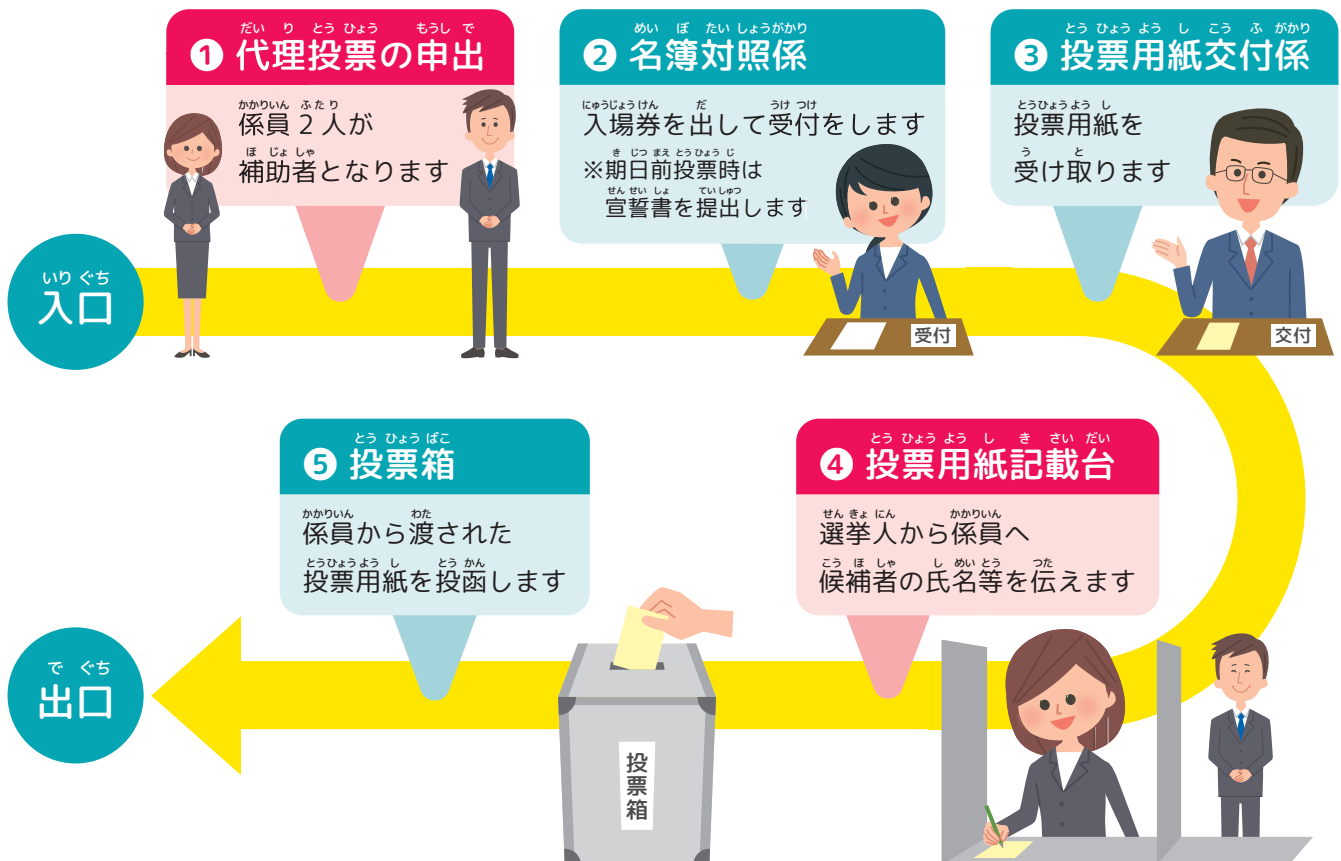 だいりとうひょう もうしで
❶ 代理投票の申出
かかりいん ふたり
係員2人が
ほじょしゃ
補助者となります
めいぼたいしょうがかり
❷ 名簿対照係
にゅうじょうけん だ うけつけ
入場券を出して受付をします
きじつまえとうひょうじ
※期日前投票時は
せんせいしょ ていしゅつ
宣誓書を提出します
とうひょうようしこうふがかり
❸ 投票用紙交付係
とうひょうようし
投票用紙を
う と
受け取ります
いりぐち
入口
受付
交付
とうひょうようしきさいだい
❹ 投票用紙記載台
せんきょにん かかりいん
選挙人から係員へ
こうほしゃ しめいとう つた
候補者の氏名等を伝えます
とうひょうばこ
❺ 投票箱
かかりいん わた
係員から渡された
とうひょうようし とうかん
投票用紙を投函します
でぐち
出口
投票箱